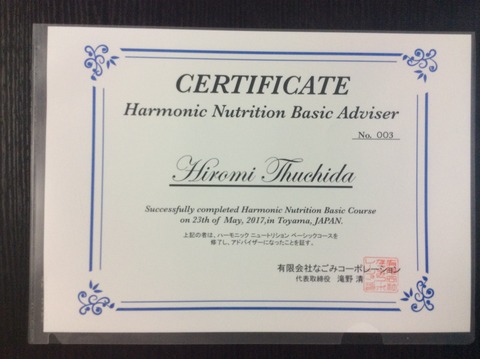 CERTIFICATE
Harmonic Nutrition Basic Adviser
No. 003
Hiromi Thuchida
Successfully completed Harmonic Nutrition Basic Course
on 23th of May, 2017,in Toyama, JAPAN.
上記の者は、ハーモニック ニュートリション ベーシックコースを
修了し、アドバイザーになったことを証す。
有限会社なごみコーポレーション
代表取締役 滝野 清